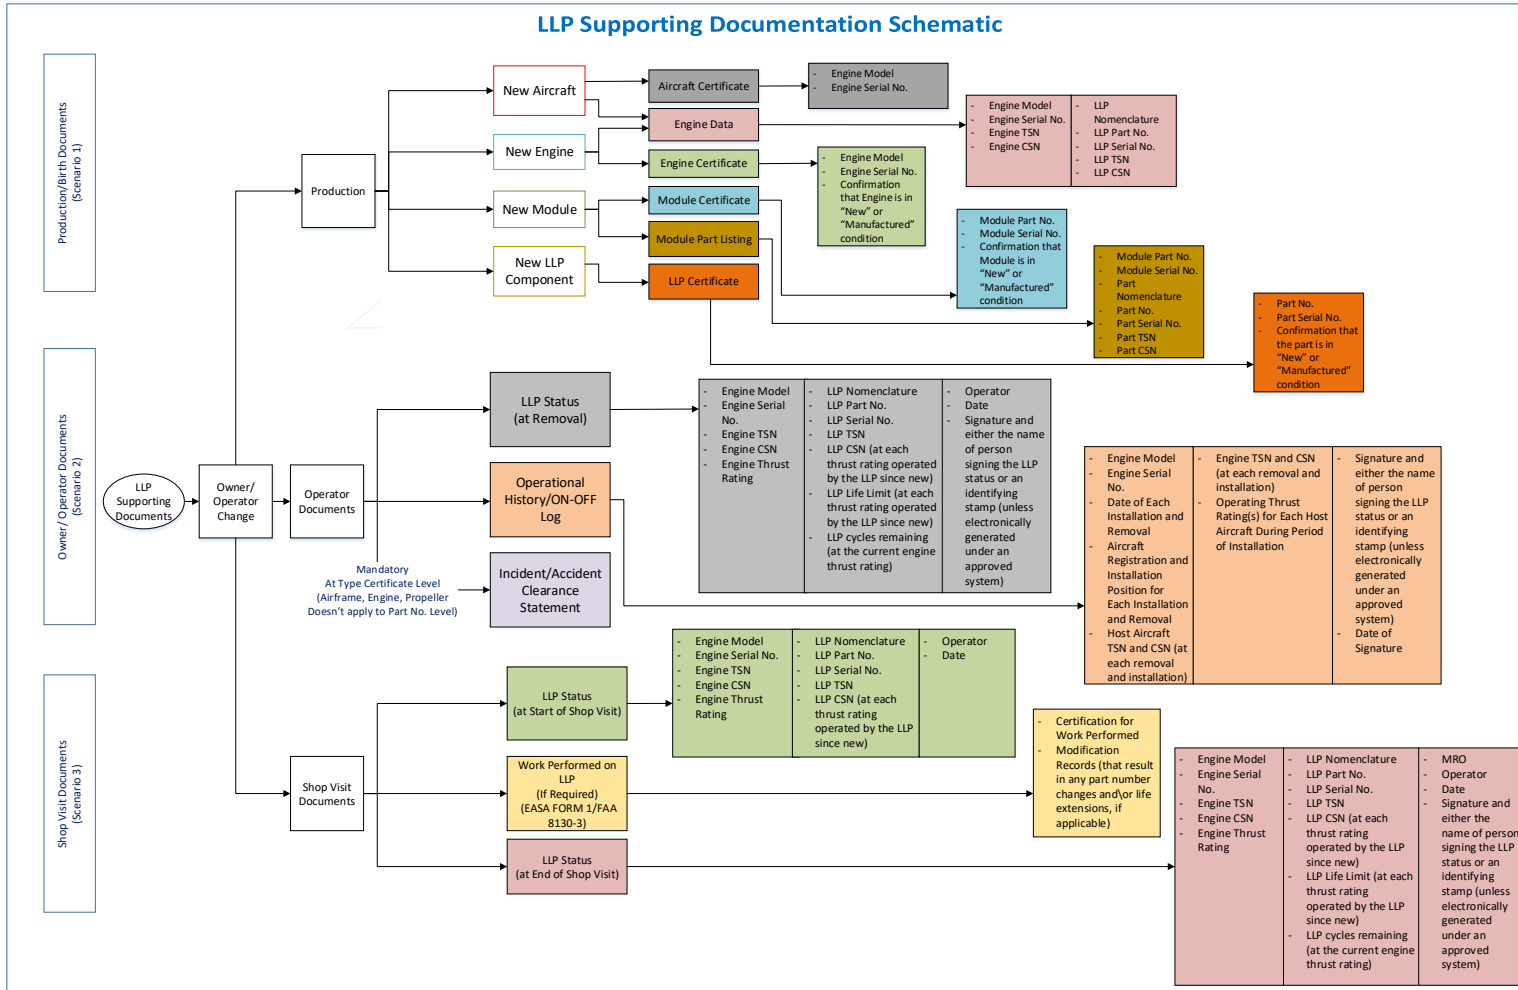 LLP Supporting Documentation Schematic
Production/Birth Documents
(Scenario 1)
Production
New Aircraft
New Engine
New Module
New LLP
Component
Aircraft Certificate
Engine Data
Engine Certificate
Module Certificate
Module Part Listing
LLP Certificate
- Engine Model
- Engine Serial No.
- Engine Model
- Engine Serial No.
- Engine TSN
- Engine CSN
- LLP
Nomenclature
- LLP Part No.
- LLP Serial No.
- LLP TSN
- LLP CSN
- Engine Model
- Engine Serial No.
- Confirmation
that Engine is in
“New” or
“Manufactured”
condition
- Module Part No.
- Module Serial No.
- Confirmation that
Module is in
“New” or
“Manufactured”
condition
- Module Part No.
- Module Serial No.
- Part
Nomenclature
- Part No.
- Part Serial No.
- Part TSN
- Part CSN
- Part No.
- Part Serial No.
- Confirmation that
the part is in
“New” or
“Manufactured”
condition
Owner/ Operator Documents
(Scenario 2)
LLP
Supporting
Documents
Owner/
Operator
Change
Operator
Documents
LLP Status
(at Removal)
Operational
History/ON-OFF
Log
Mandatory
At Type Certificate Level
(Airframe, Engine, Propeller
Doesn’t apply to Part No. Level)
Incident/Accident
Clearance
Statement
- Engine Model
- Engine Serial
No.
- Engine TSN
- Engine CSN
- Engine Thrust
Rating
- LLP Nomenclature
- LLP Part No.
- LLP Serial No.
- LLP TSN
- LLP CSN (at each
thrust rating operated
by the LLP since new)
- LLP Life Limit (at each
thrust rating operated
by the LLP since new)
- LLP cycles remaining
(at the current engine
thrust rating)
- Operator
- Date
- Signature and
either the name
of person
signing the LLP
status or an
identifying
stamp (unless
electronically
generated
under an
approved
system)
- Engine Model
- Engine Serial
No.
- Date of Each
Installation and
Removal
- Aircraft
Registration and
Installation
Position for
Each Installation
and Removal
- Host Aircraft
TSN and CSN (at
each removal
and installation)
- Engine TSN and CSN
(at each removal and
installation)
- Operating Thrust
Rating(s) for Each Host
Aircraft During Period
of Installation
- Signature and
either the name
of person
signing the LLP
status or an
identifying
stamp (unless
electronically
generated
under an
approved
system)
- Date of
Signature
Shop Visit Documents
(Scenario 3)
Shop Visit
Documents
LLP Status
(at Start of Shop Visit)
Work Performed on
LLP
(If Required)
(EASA FORM 1/FAA
8130-3)
LLP Status
(at End of Shop Visit)
- Engine Model
- Engine Serial No.
- Engine TSN
- Engine CSN
- Engine Thrust
Rating
- LLP Nomenclature
- LLP Part No.
- LLP Serial No.
- LLP TSN
- LLP CSN (at each
thrust rating
operated by the LLP
since new)
- Operator
- Date
- Certification for
Work Performed
- Modification
Records (that result
in any part number
changes and\or life
extensions, if
applicable)
- Engine Model
- Engine Serial
No.
- Engine TSN
- Engine CSN
- Engine Thrust
Rating
- LLP Nomenclature
- LLP Part No.
- LLP Serial No.
- LLP TSN
- LLP CSN (at each
thrust rating
operated by the LLP
since new)
- LLP Life Limit (at each
thrust rating
operated by the LLP
since new)
- LLP cycles remaining
(at the current engine
thrust rating)
- MRO
- Operator
- Date
- Signature and
either the
name of person
signing the LLP
status or an
identifying
stamp (unless
electronically
generated
under an
approved
system)